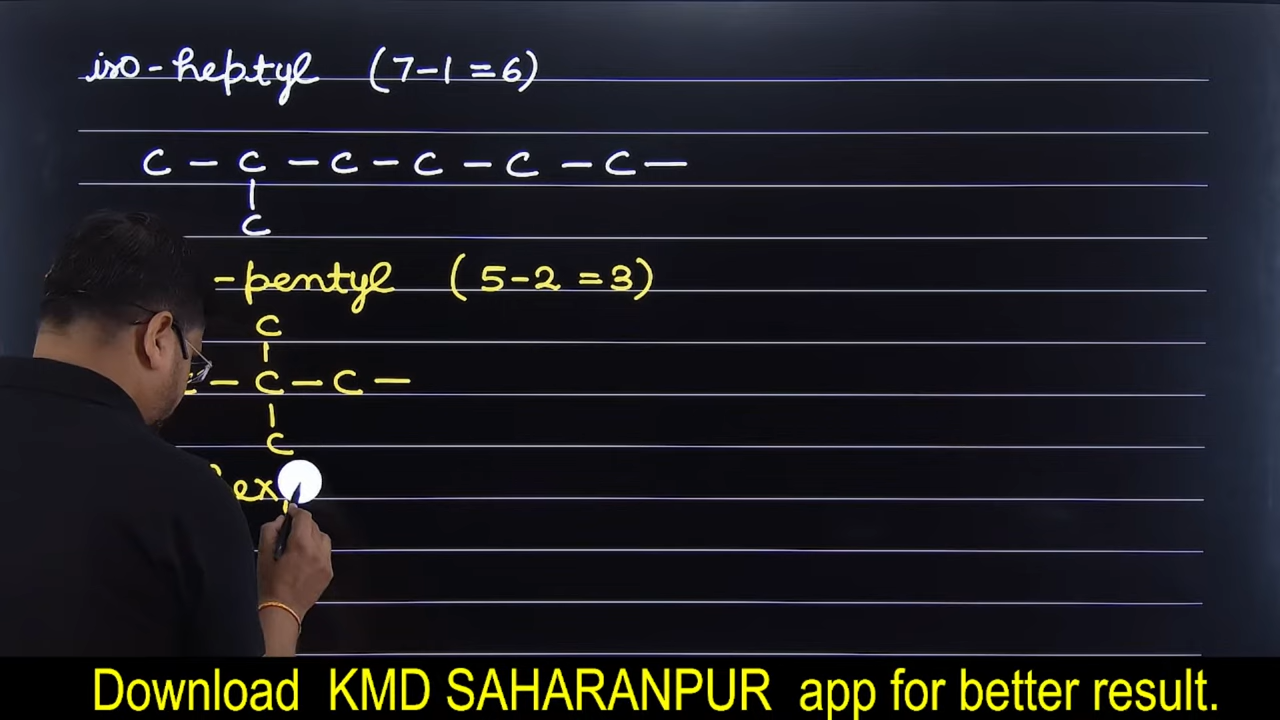 iso-heptyl (7-1=6)
C - C - C - C - C - C -
|
C
-pentyl (5-2=3)
C
|
- C - C -
|
C
Download KMD SAHARANPUR app for better result.